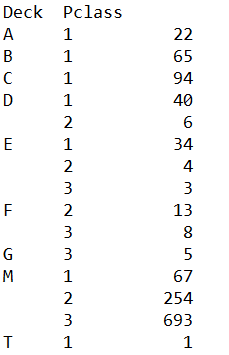 Deck Pclass
A 1 22
B 1 65
C 1 94
D 1 40
2 6
E 1 34
2 4
3 3
F 2 13
3 8
G 3 5
M 1 67
2 254
3 693
T 1 1